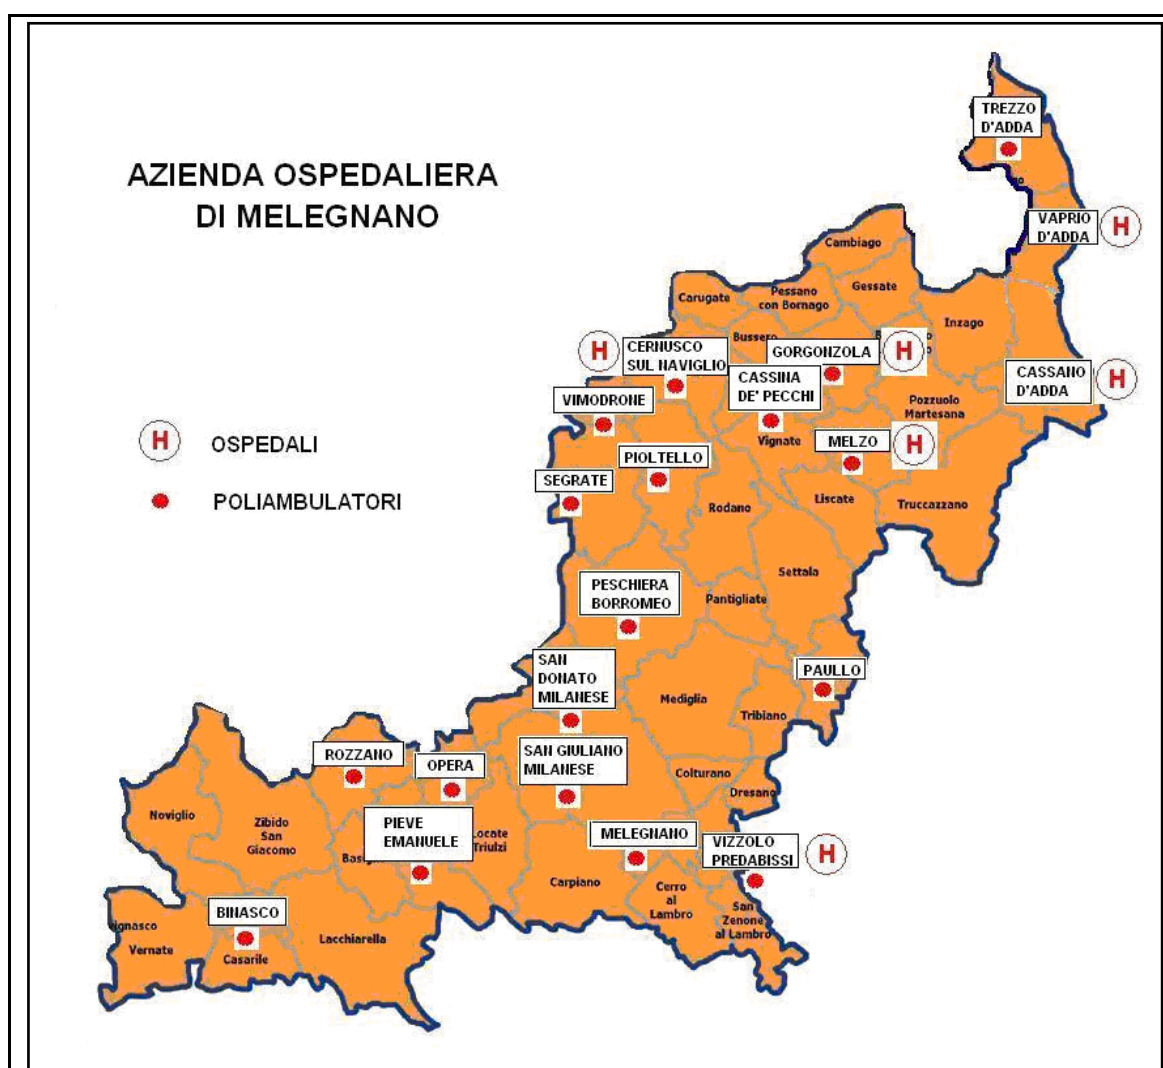 AZIENDA OSPEDALIERA
DI MELEGNANO
TREZZO
D'ADDA
VAPRIO
D'ADDA
H
Cambiago
Gessate
Carugate
Pessano
con Bornago
Inzago
Bussero
H
CERNUSCO
SUL NAVIGLIO
GORGONZOLA
H
CASSANO
D'ADDA
H
CASSINA
DE' PECCHI
VIMODRONE
Pozzuolo
Martesana
H
OSPEDALI
Vignate
MELZO
H
PIOLTELLO
SEGRATE
POLIAMBULATORI
Rodano
Liscate
Truccazzano
Settala
PESCHIERA
BORROMEO
Pantigliate
SAN
DONATO
MILANESE
PAULLO
Mediglia
Tribiano
ROZZANO
OPERA
SAN GIULIANO
MILANESE
Colturano
Dresano
Noviglio
Zibido
San
Giacomo
PIEVE
EMANUELE
MELEGNANO
VIZZOLO
PREDABISSI
H
Triulzi
Carpiano
Cerro
al
Lambro
San
Zenone
al Lambro
BINASCO
Vernate
Casarile
Lacchiarella